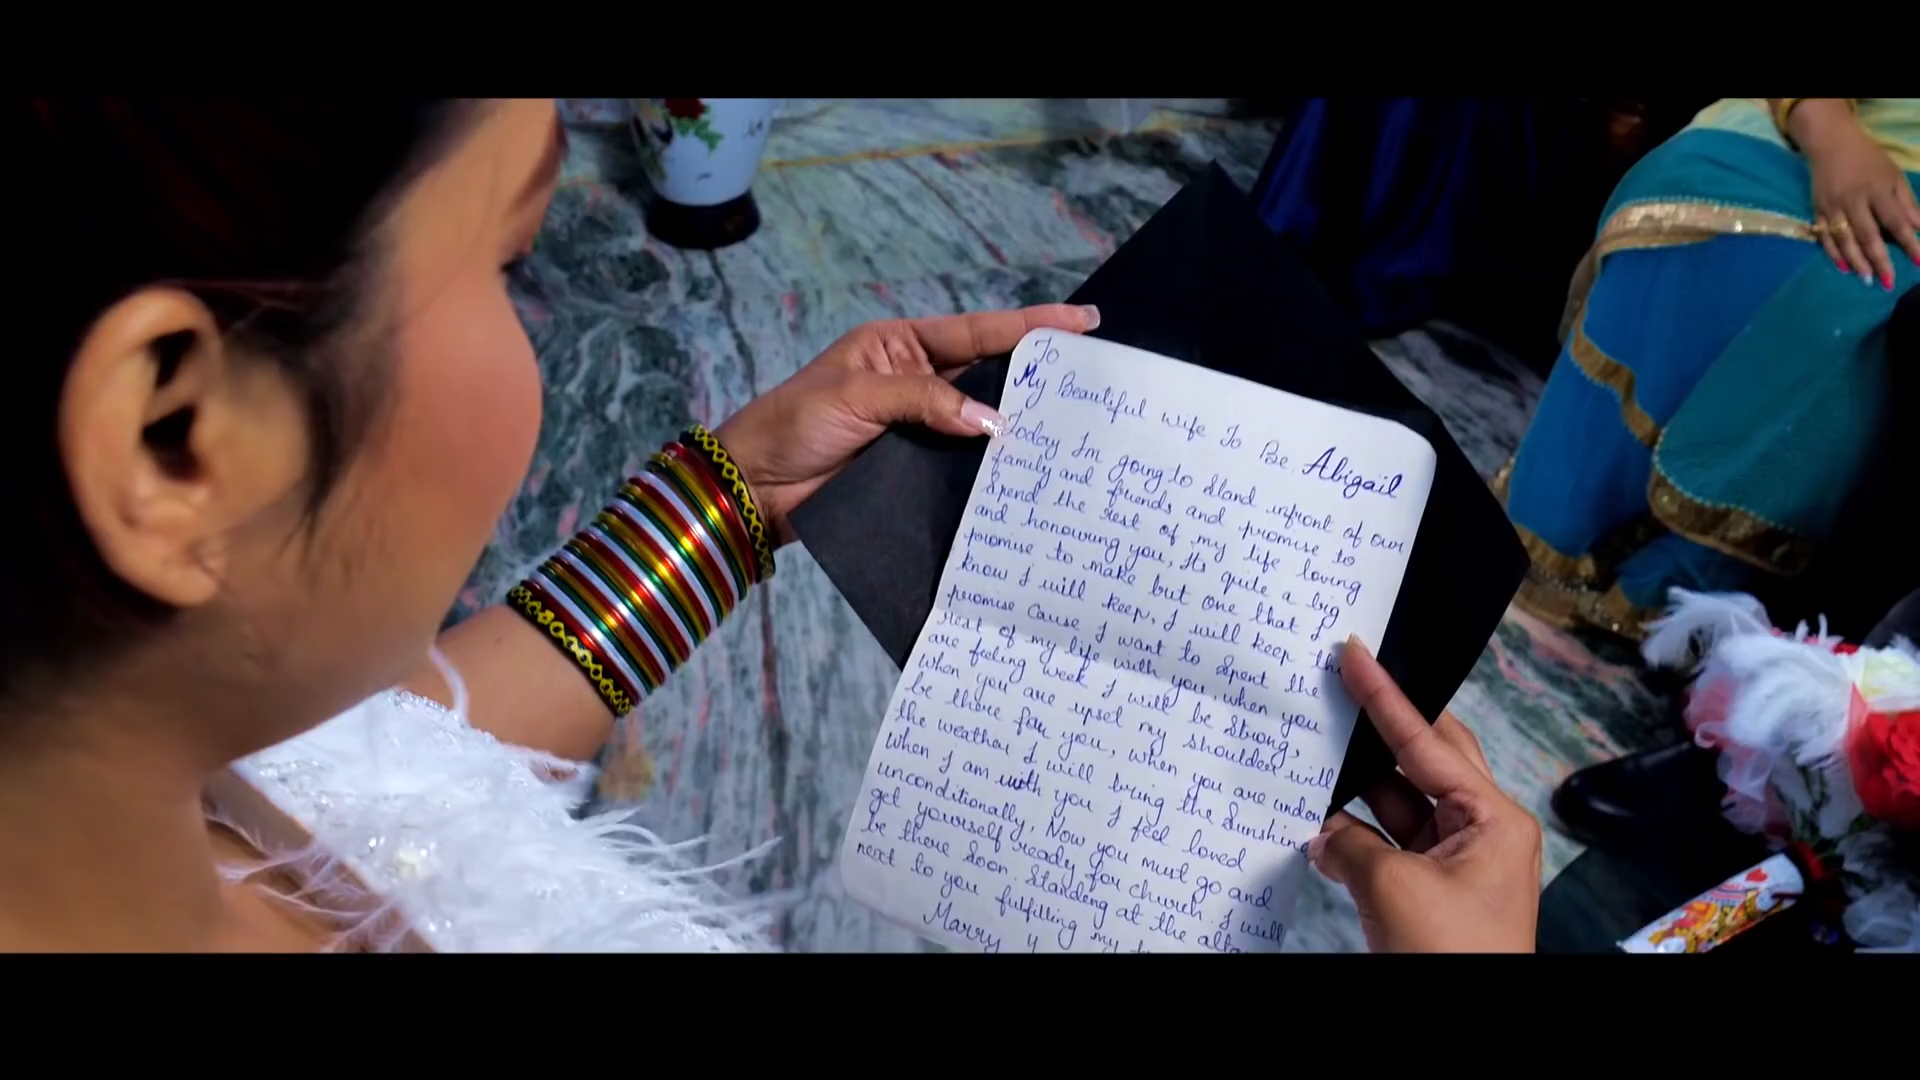 To
My Beautiful wife To Be. Abigail
Today I'm going to Stand infront of our
family and friends and promise to
Spend the rest of my life loving
and honouring you, Its quite a big
promise to make but one that I
know I will keep, I will keep the
promise cause I want to Spent the
rest of my life with you, when you
are feeling week I will be Strong,
when you are upset my shoulder will
be there for you, when you are under
the weather I will bring the Sunshine
When I am with you I feel loved
unconditionally, Now you must go and
get yourself ready for church. I will
be there Soon. Standing at the altar
next to you fulfilling my
Marry